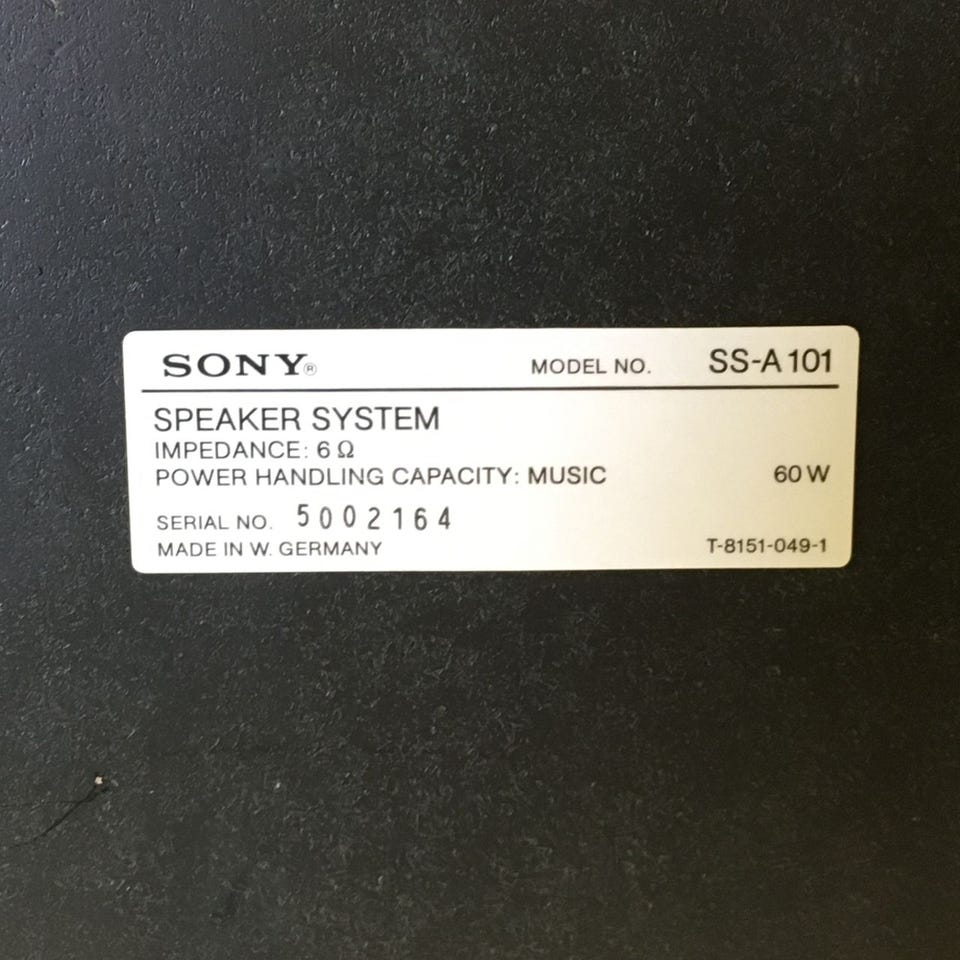 SONY® MODEL NO. SS-A101
SPEAKER SYSTEM
IMPEDANCE: 6 Ω
POWER HANDLING CAPACITY: MUSIC 60 W
SERIAL NO. 5002164
MADE IN W. GERMANY T-8151-049-1